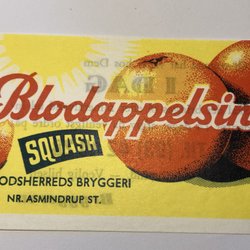 Blodappelsin
SQUASH
ODSHERREDS BRYGGERI
NR. ASMINDRUP ST.